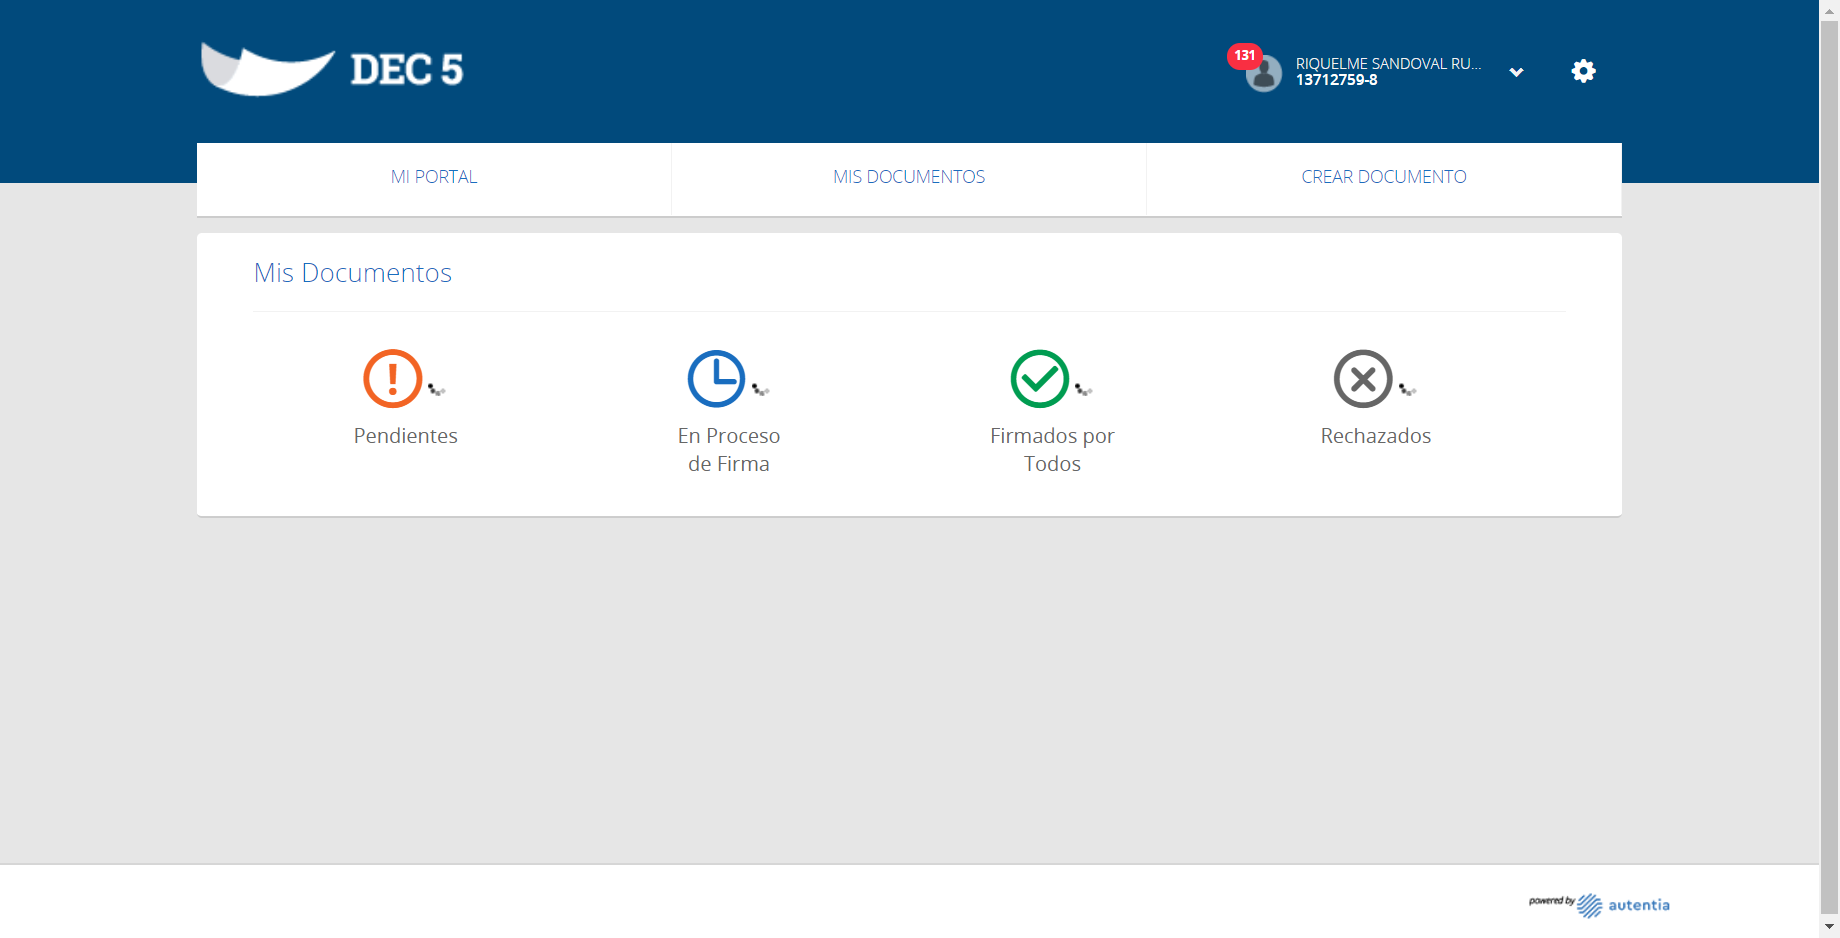 DEC 5
131
RIQUELME SANDOVAL RU...
13712759-8
MI PORTAL
MIS DOCUMENTOS
CREAR DOCUMENTO
Mis Documentos
Pendientes
En Proceso
de Firma
Firmados por
Todos
Rechazados
powered by autentia